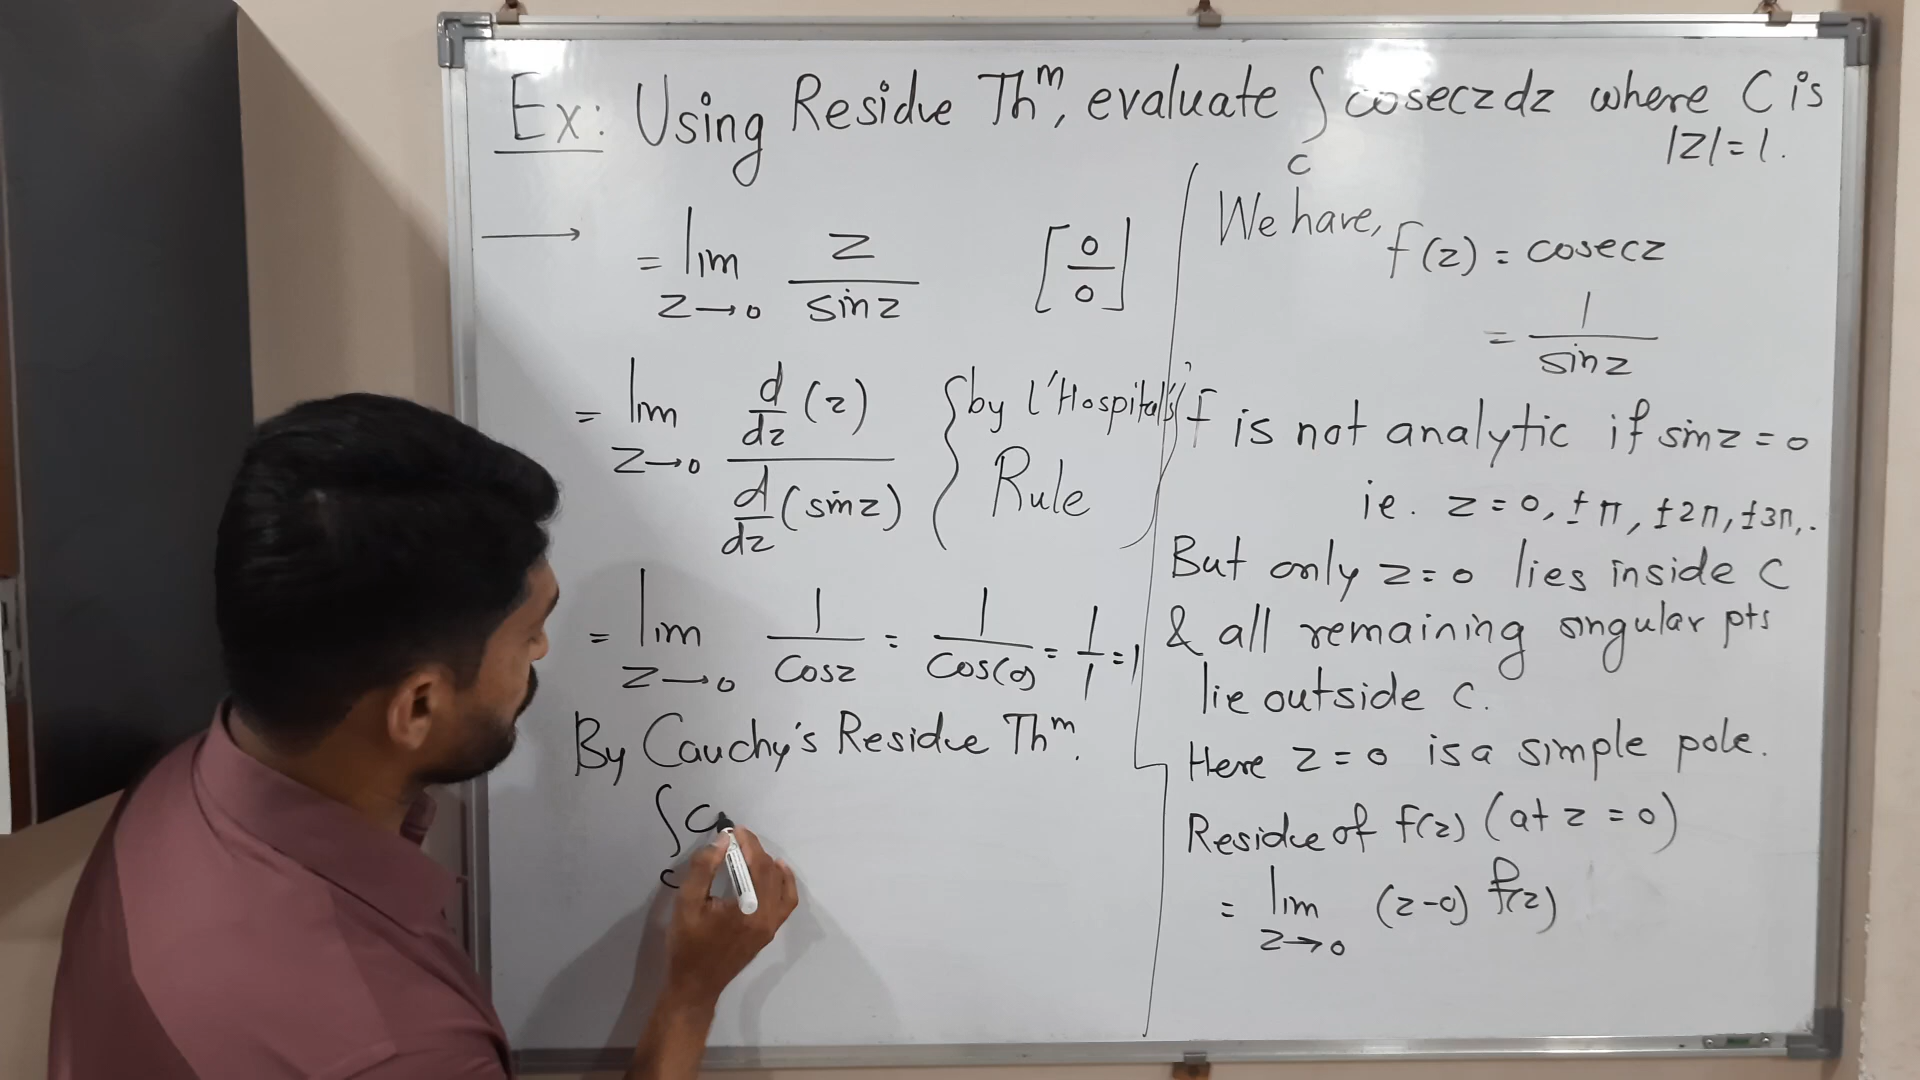 Ex: Using Residue Thᵐ, evaluate ∫ cosecz dz where C is
C
|z|=1.
= lim z/sinz [0/0]
z→0
= lim d/dz (z) / d/dz (sinz) {by L'Hospital's
z→0
Rule
= lim 1/cosz = 1/cos(0) = 1/1 = 1
z→0
By Cauchy's Residue Thᵐ.
∫ co
c
We have, f(z) = cosecz
= 1/sinz
f is not analytic if sinz = 0
ie. z = 0, ±π, ±2π, ±3π,..
But only z = 0 lies inside C
& all remaining singular pts
lie outside C.
Here z = 0 is a simple pole.
Residue of f(z) (at z = 0)
= lim (z-0) f(z)
z→0